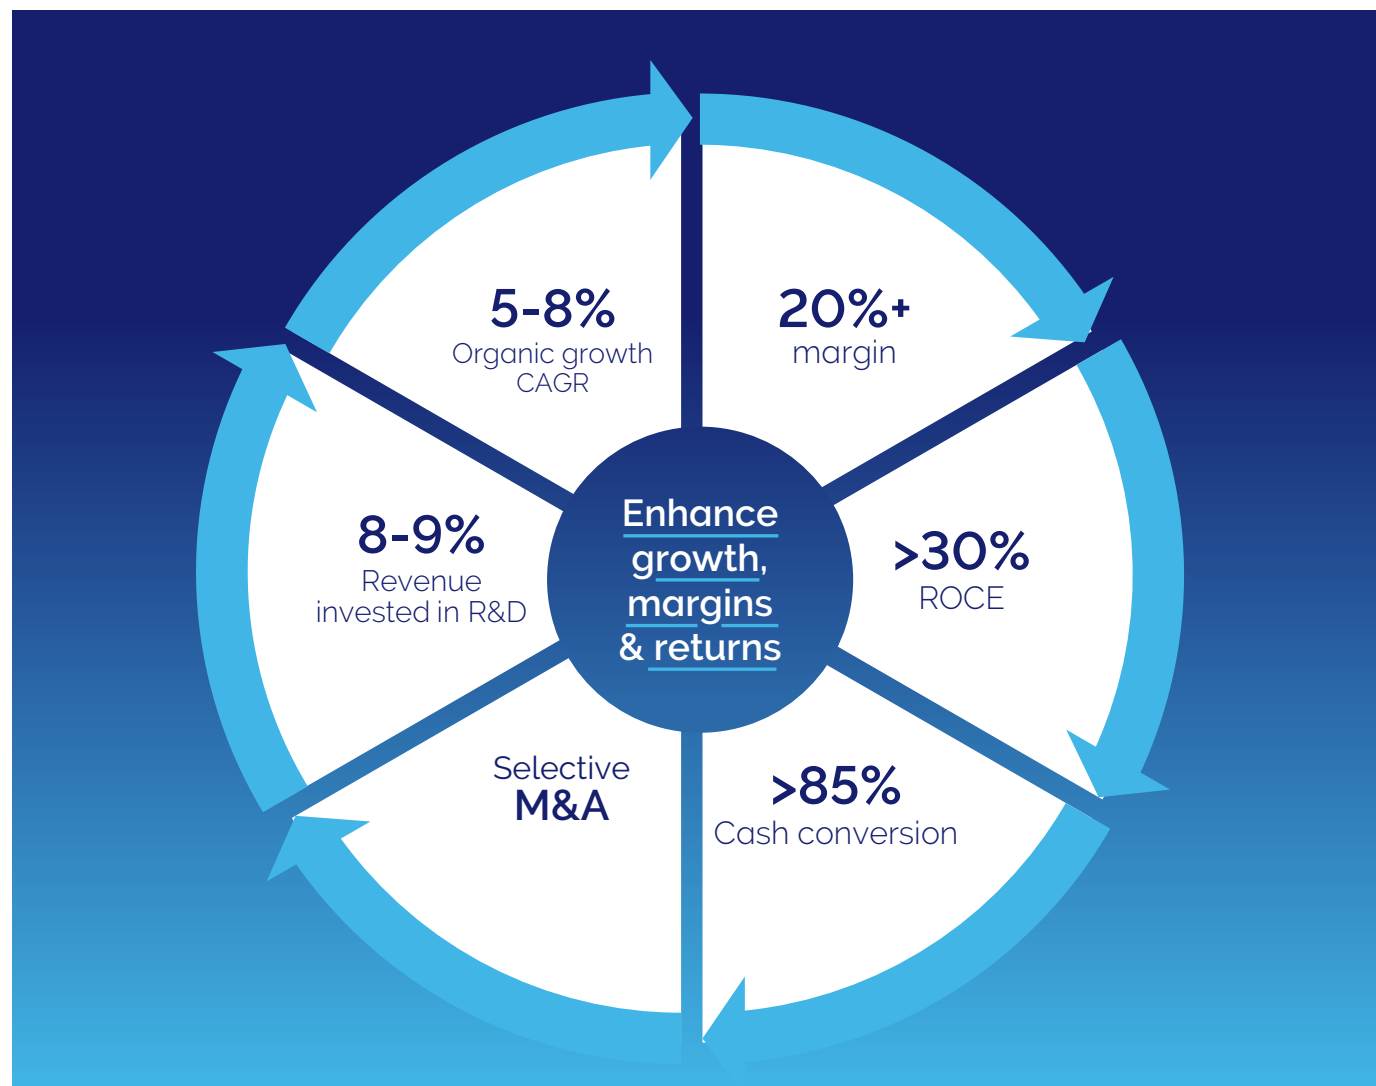 5-8%
Organic growth
CAGR
20%+
margin
>30%
ROCE
>85%
Cash conversion
Selective
M&A
8-9%
Revenue
invested in R&D
Enhance
growth,
margins
& returns